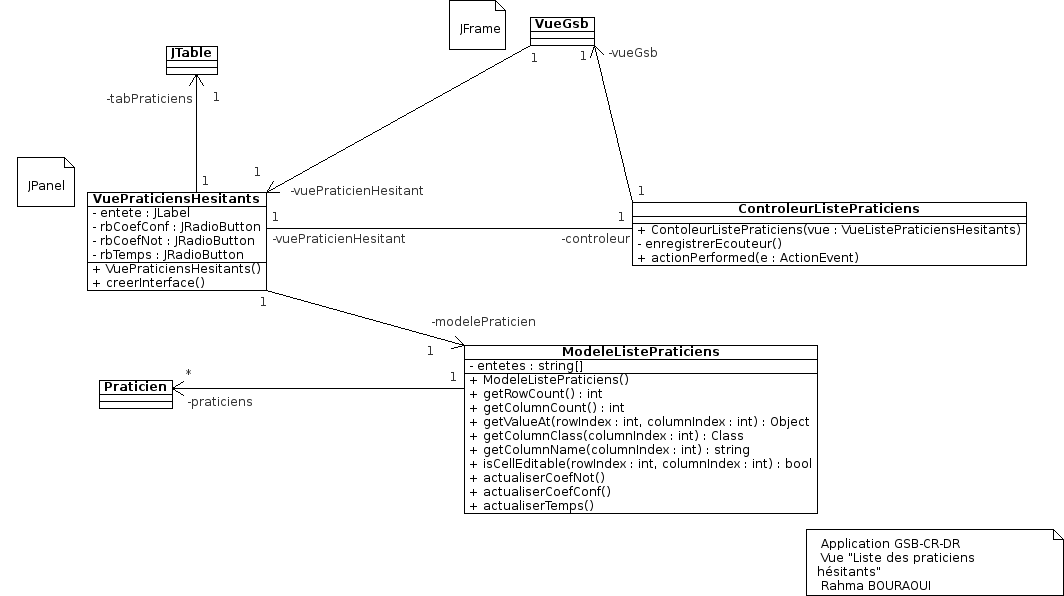 JFrame
VueGsb
JTable
1
1
-vueGsb
-tabPraticiens
1
1
1
1
JPanel
-vuePraticienHesitant
VuePraticiensHesitants
- entete : JLabel
- rbCoefConf : JRadioButton
- rbCoefNot : JRadioButton
- rbTemps : JRadioButton
+ VuePraticiensHesitants()
+ creerInterface()
1
1
-vuePraticienHesitant
-controleur
ControleurListePraticiens
+ ContoleurListePraticiens(vue : VueListePraticiensHesitants)
- enregistrerEcouteur()
+ actionPerformed(e : ActionEvent)
1
-modelePraticien
1
ModeleListePraticiens
- entetes : string[]
+ ModeleListePraticiens()
+ getRowCount() : int
+ getColumnCount() : int
+ getValueAt(rowIndex : int, columnIndex : int) : Object
+ getColumnClass(columnIndex : int) : Class
+ getColumnName(columnIndex : int) : string
+ isCellEditable(rowIndex : int, columnIndex : int) : bool
+ actualiserCoefNot()
+ actualiserCoefConf()
+ actualiserTemps()
1
*
Praticien
-praticiens
Application GSB-CR-DR
Vue "Liste des praticiens
hésitants"
Rahma BOURAOUI